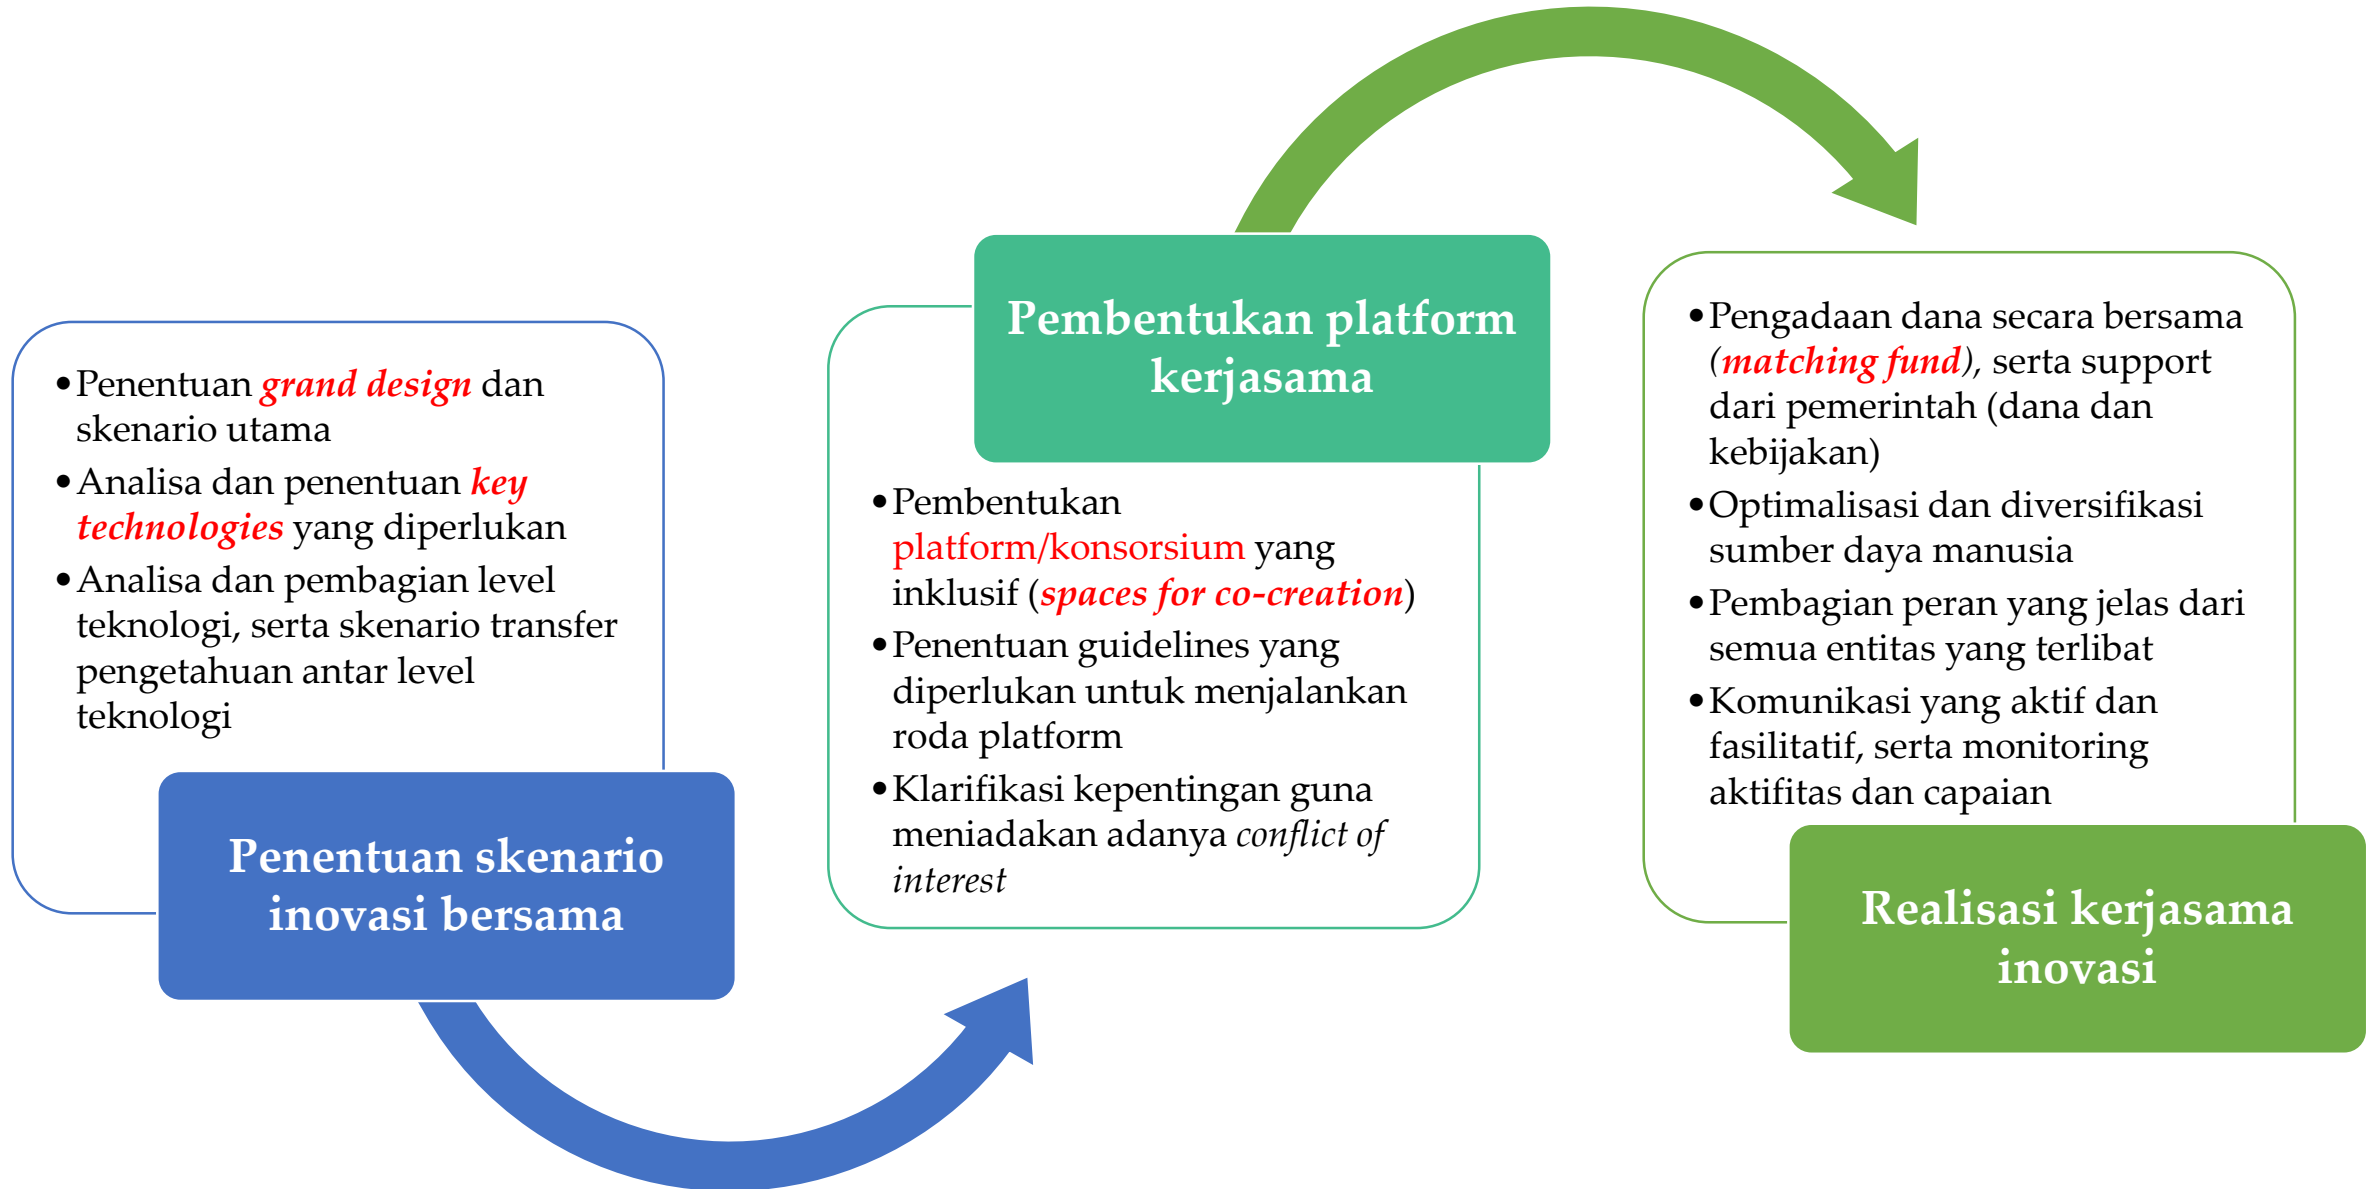 •Penentuan grand design dan
skenario utama
•Analisa dan penentuan key
technologies yang diperlukan
•Analisa dan pembagian level
teknologi, serta skenario transfer
pengetahuan antar level
teknologi
Penentuan skenario
inovasi bersama
Pembentukan platform
kerjasama
•Pembentukan
platform/konsorsium yang
inklusif (spaces for co-creation)
•Penentuan guidelines yang
diperlukan untuk menjalankan
roda platform
•Klarifikasi kepentingan guna
meniadakan adanya conflict of
interest
•Pengadaan dana secara bersama
(matching fund), serta support
dari pemerintah (dana dan
kebijakan)
•Optimalisasi dan diversifikasi
sumber daya manusia
•Pembagian peran yang jelas dari
semua entitas yang terlibat
•Komunikasi yang aktif dan
fasilitatif, serta monitoring
aktifitas dan capaian
Realisasi kerjasama
inovasi